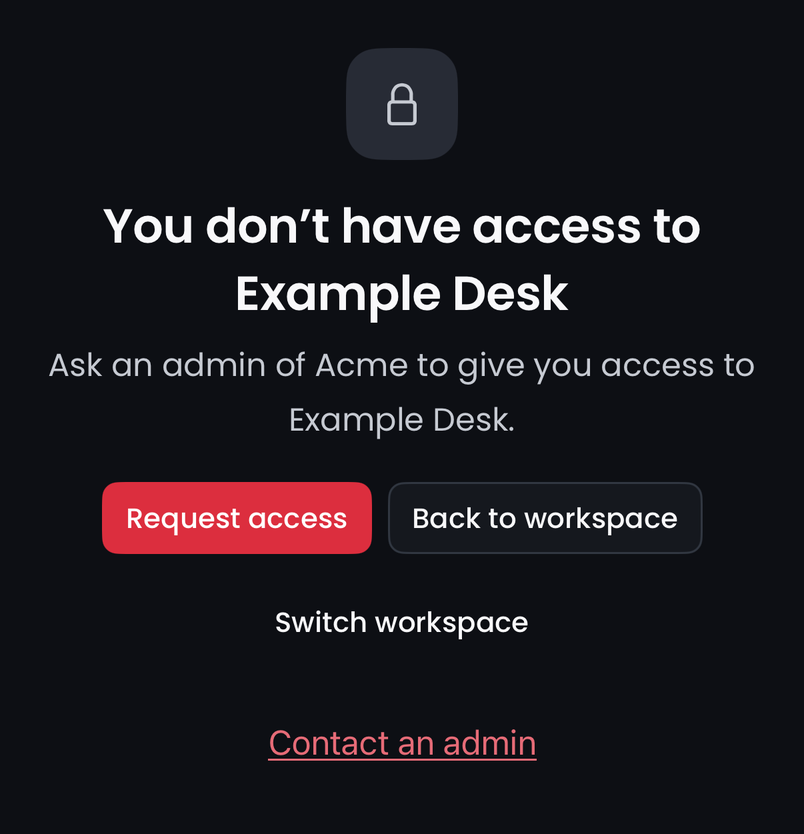 You don’t have access to
Example Desk
Ask an admin of Acme to give you access to
Example Desk.
Request access
Back to workspace
Switch workspace
Contact an admin